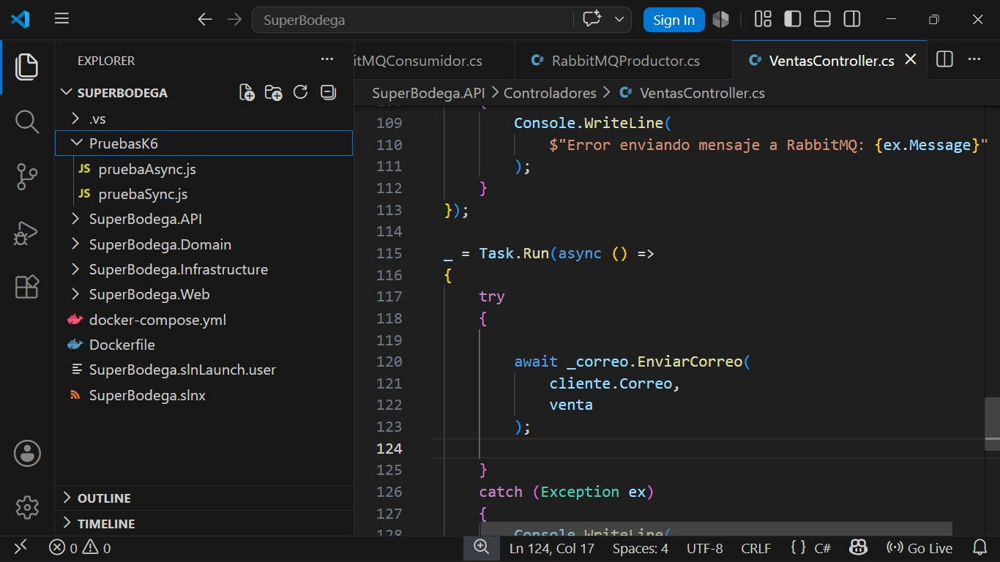 SuperBodega
Sign In
EXPLORER
itMQConsumidor.cs
RabbitMQProductor.cs
VentasController.cs
SUPERBODEGA
SuperBodega.API > Controladores > VentasController.cs
.vs
PruebasK6
JS pruebaAsync.js
JS pruebaSync.js
SuperBodega.API
SuperBodega.Domain
SuperBodega.Infrastructure
SuperBodega.Web
docker-compose.yml
Dockerfile
SuperBodega.slnLaunch.user
SuperBodega.slnx
OUTLINE
TIMELINE
109 Console.WriteLine(
110 $"Error enviando mensaje a RabbitMQ: {ex.Message}"
111 );
112 }
113 });
114
115 _ = Task.Run(async () =>
116 {
117 try
118 {
119
120 await _correo.EnviarCorreo(
121 cliente.Correo,
122 venta
123 );
124
125 }
126 catch (Exception ex)
127 {
128 Console.WriteLine(
0 0
Ln 124, Col 17
Spaces: 4
UTF-8
CRLF
{ } C#
Go Live